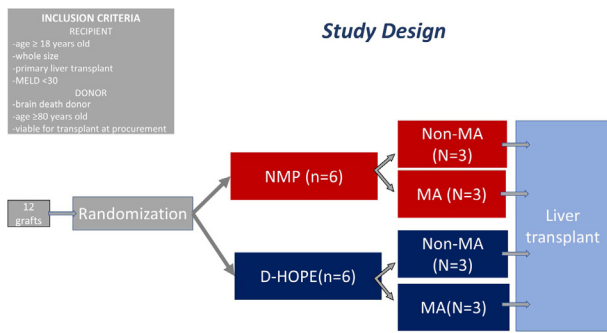 INCLUSION CRITERIA
RECIPIENT
-age ≥ 18 years old
-whole size
-primary liver transplant
-MELD <30
DONOR
-brain death donor
-age ≥80 years old
-viable for transplant at procurement
Study Design
12
grafts
Randomization
NMP (n=6)
D-HOPE(n=6)
Non-MA
(N=3)
MA (N=3)
Non-MA
(N=3)
MA(N=3)
Liver
transplant